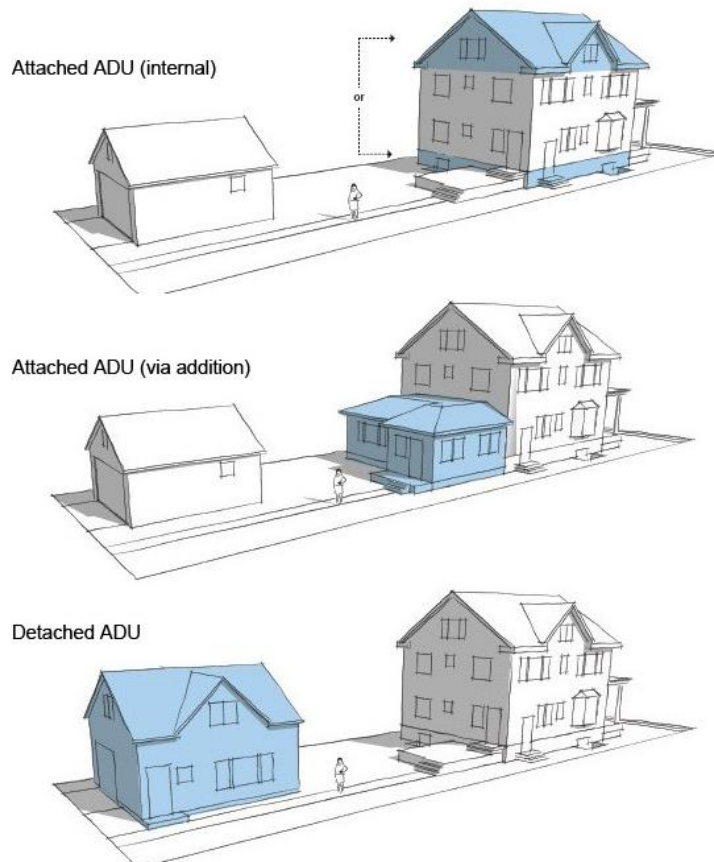 Attached ADU (internal)
or
Attached ADU (via addition)
Detached ADU